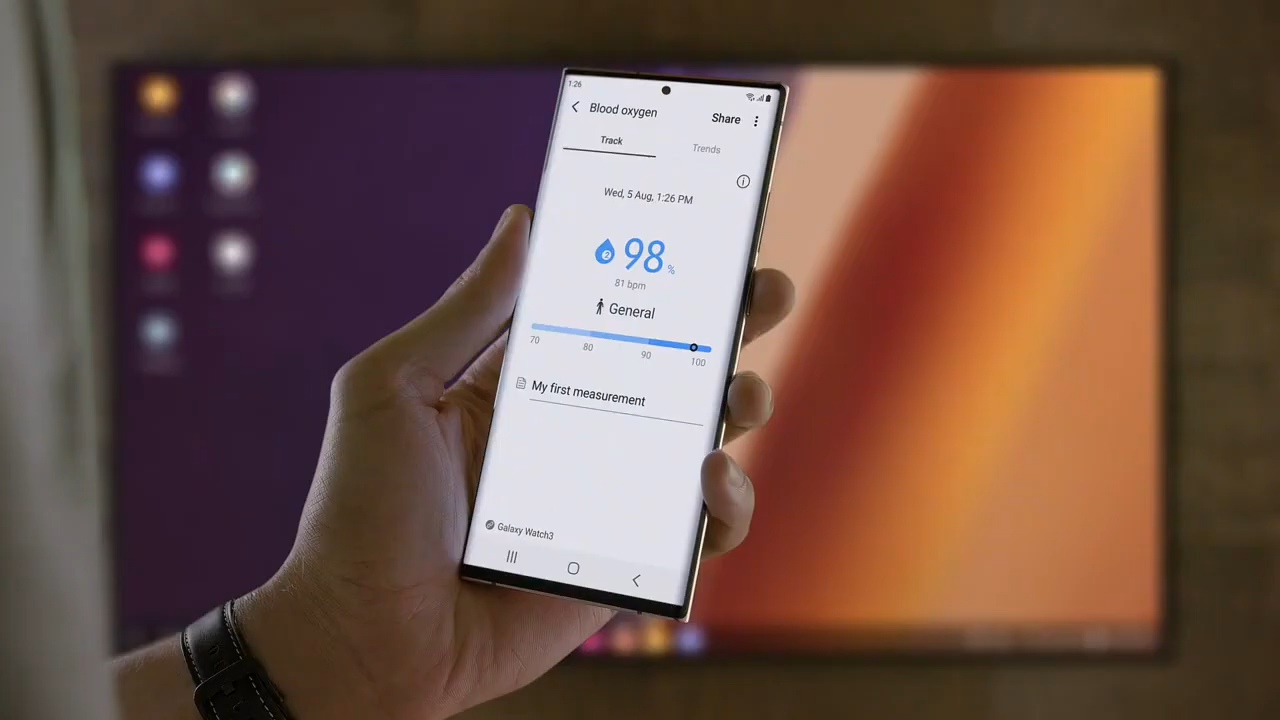 1:26
Blood oxygen
Share
Track
Trends
Wed, 5 Aug, 1:26 PM
98 %
81 bpm
General
70 80 90 100
My first measurement
Galaxy Watch3